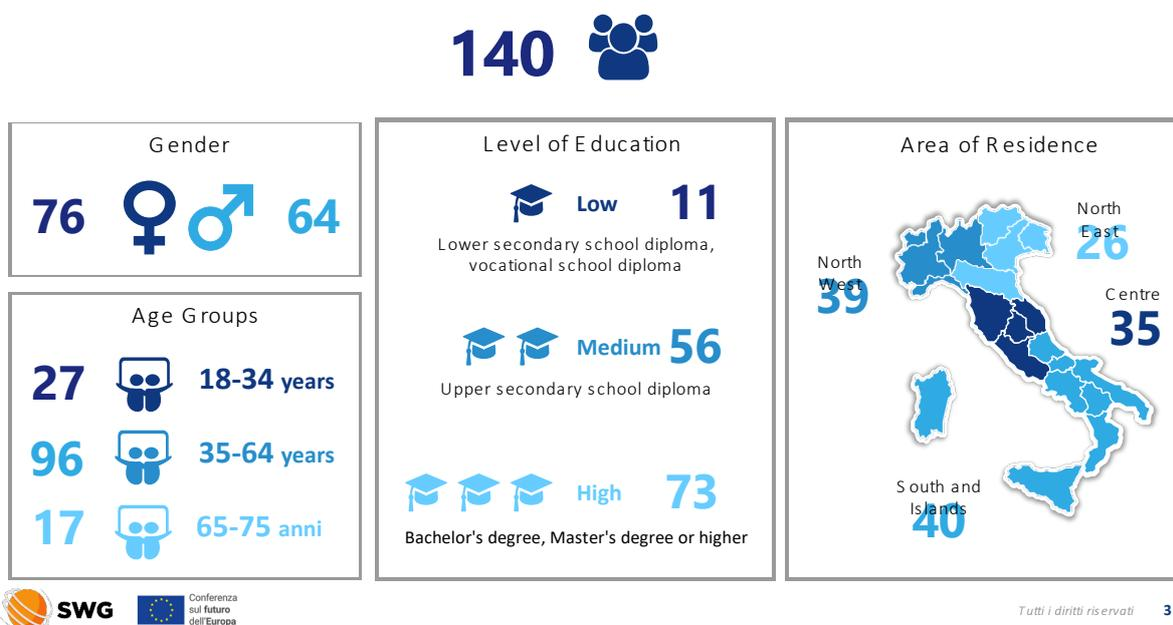 140
Gender
76
64
Age Groups
27
18-34 years
96
35-64 years
17
65-75 anni
Level of Education
Low
11
Lower secondary school diploma,
vocational school diploma
Medium
56
Upper secondary school diploma
High
73
Bachelor's degree, Master's degree or higher
Area of Residence
North
East
26
North
West
39
Centre
35
South and
Islands
40
SWG
Conferenza
sul futuro
dell'Europa
Tutti i diritti riservati
3